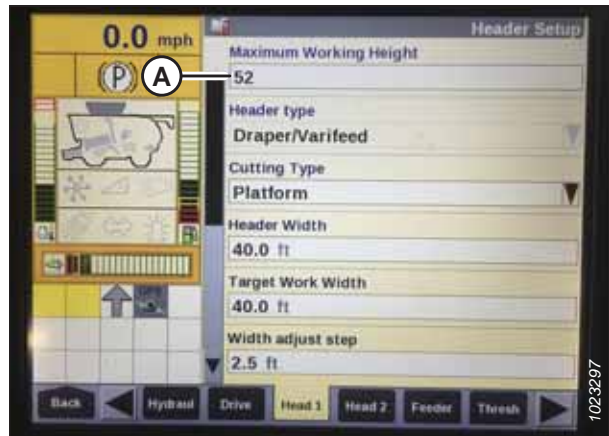 0.0 mph
Header Setup
(P)
A
Maximum Working Height
52
Header type
Draper/Varifeed
Cutting Type
Platform
Header Width
40.0 ft
Target Work Width
40.0 ft
Width adjust step
2.5 ft
Back
Hydraul
Drive
Head 1
Head 2
Feeder
Thresh
1023297